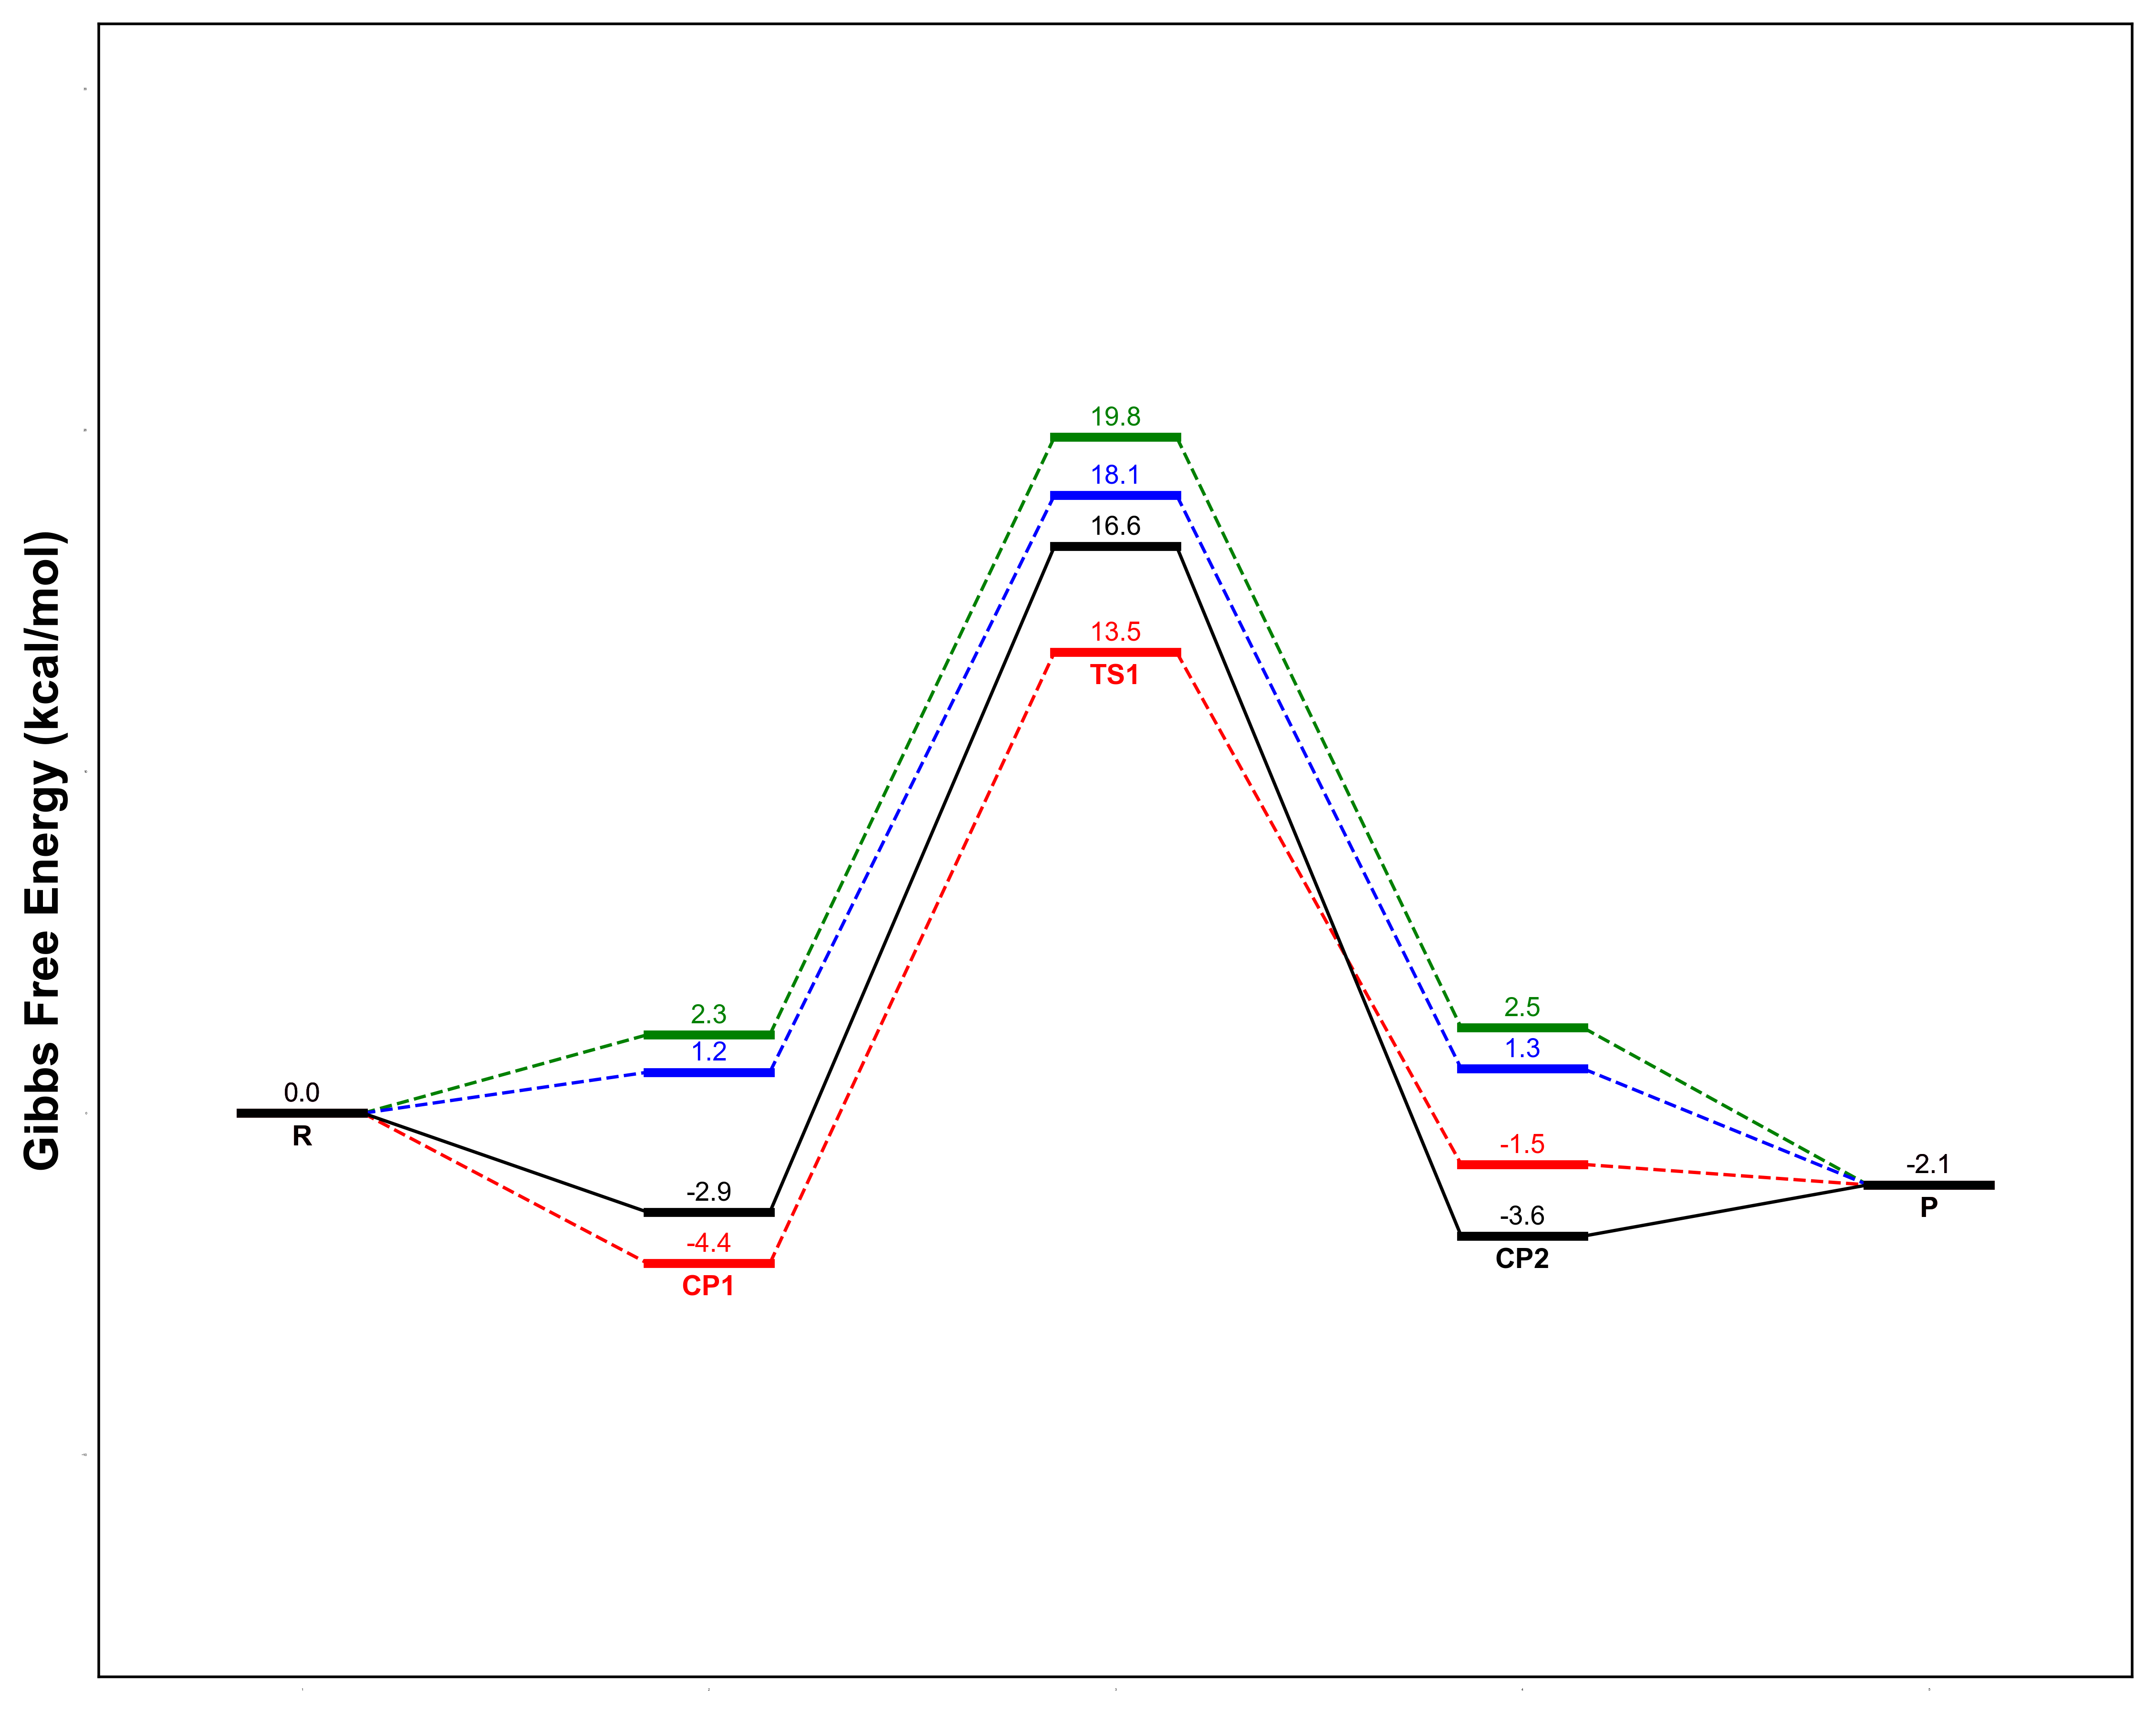 Gibbs Free Energy (kcal/mol)
19.8
18.1
16.6
13.5
TS1
2.3
1.2
0.0
R
-2.9
-4.4
CP1
2.5
1.3
-1.5
-3.6
CP2
-2.1
P